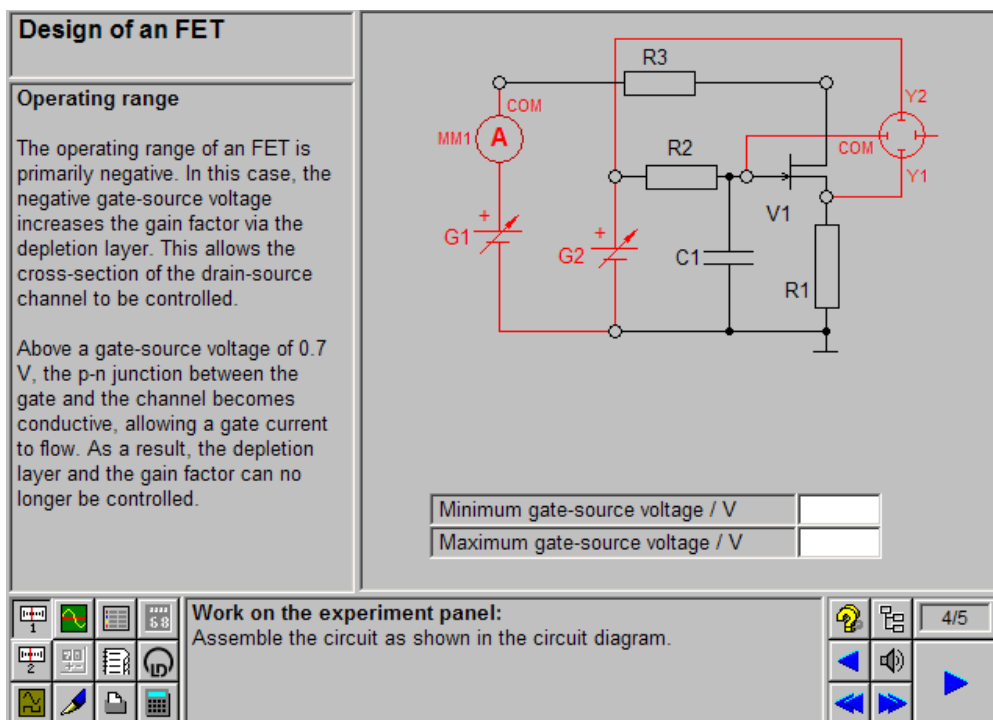 Design of an FET
Operating range
The operating range of an FET is
primarily negative. In this case, the
negative gate-source voltage
increases the gain factor via the
depletion layer. This allows the
cross-section of the drain-source
channel to be controlled.
Above a gate-source voltage of 0.7
V, the p-n junction between the
gate and the channel becomes
conductive, allowing a gate current
to flow. As a result, the depletion
layer and the gain factor can no
longer be controlled.
R3
COM
Y2
MM1
A
R2
COM
Y1
V1
+
G1
+
G2
C1
R1
Minimum gate-source voltage / V
Maximum gate-source voltage / V
1
68
2
Work on the experiment panel:
Assemble the circuit as shown in the circuit diagram.
?
4/5